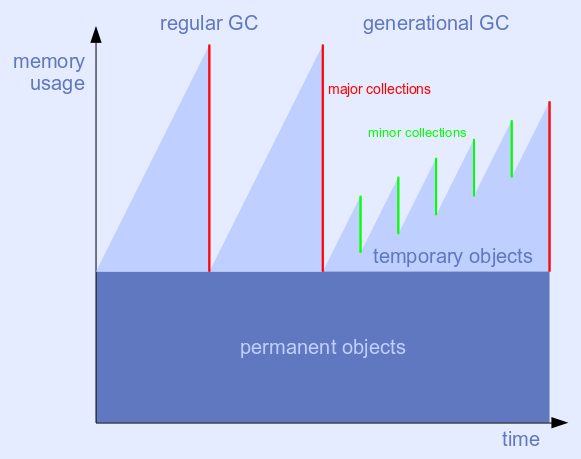 regular GC
generational GC
memory
usage
major collections
minor collections
temporary objects
permanent objects
time